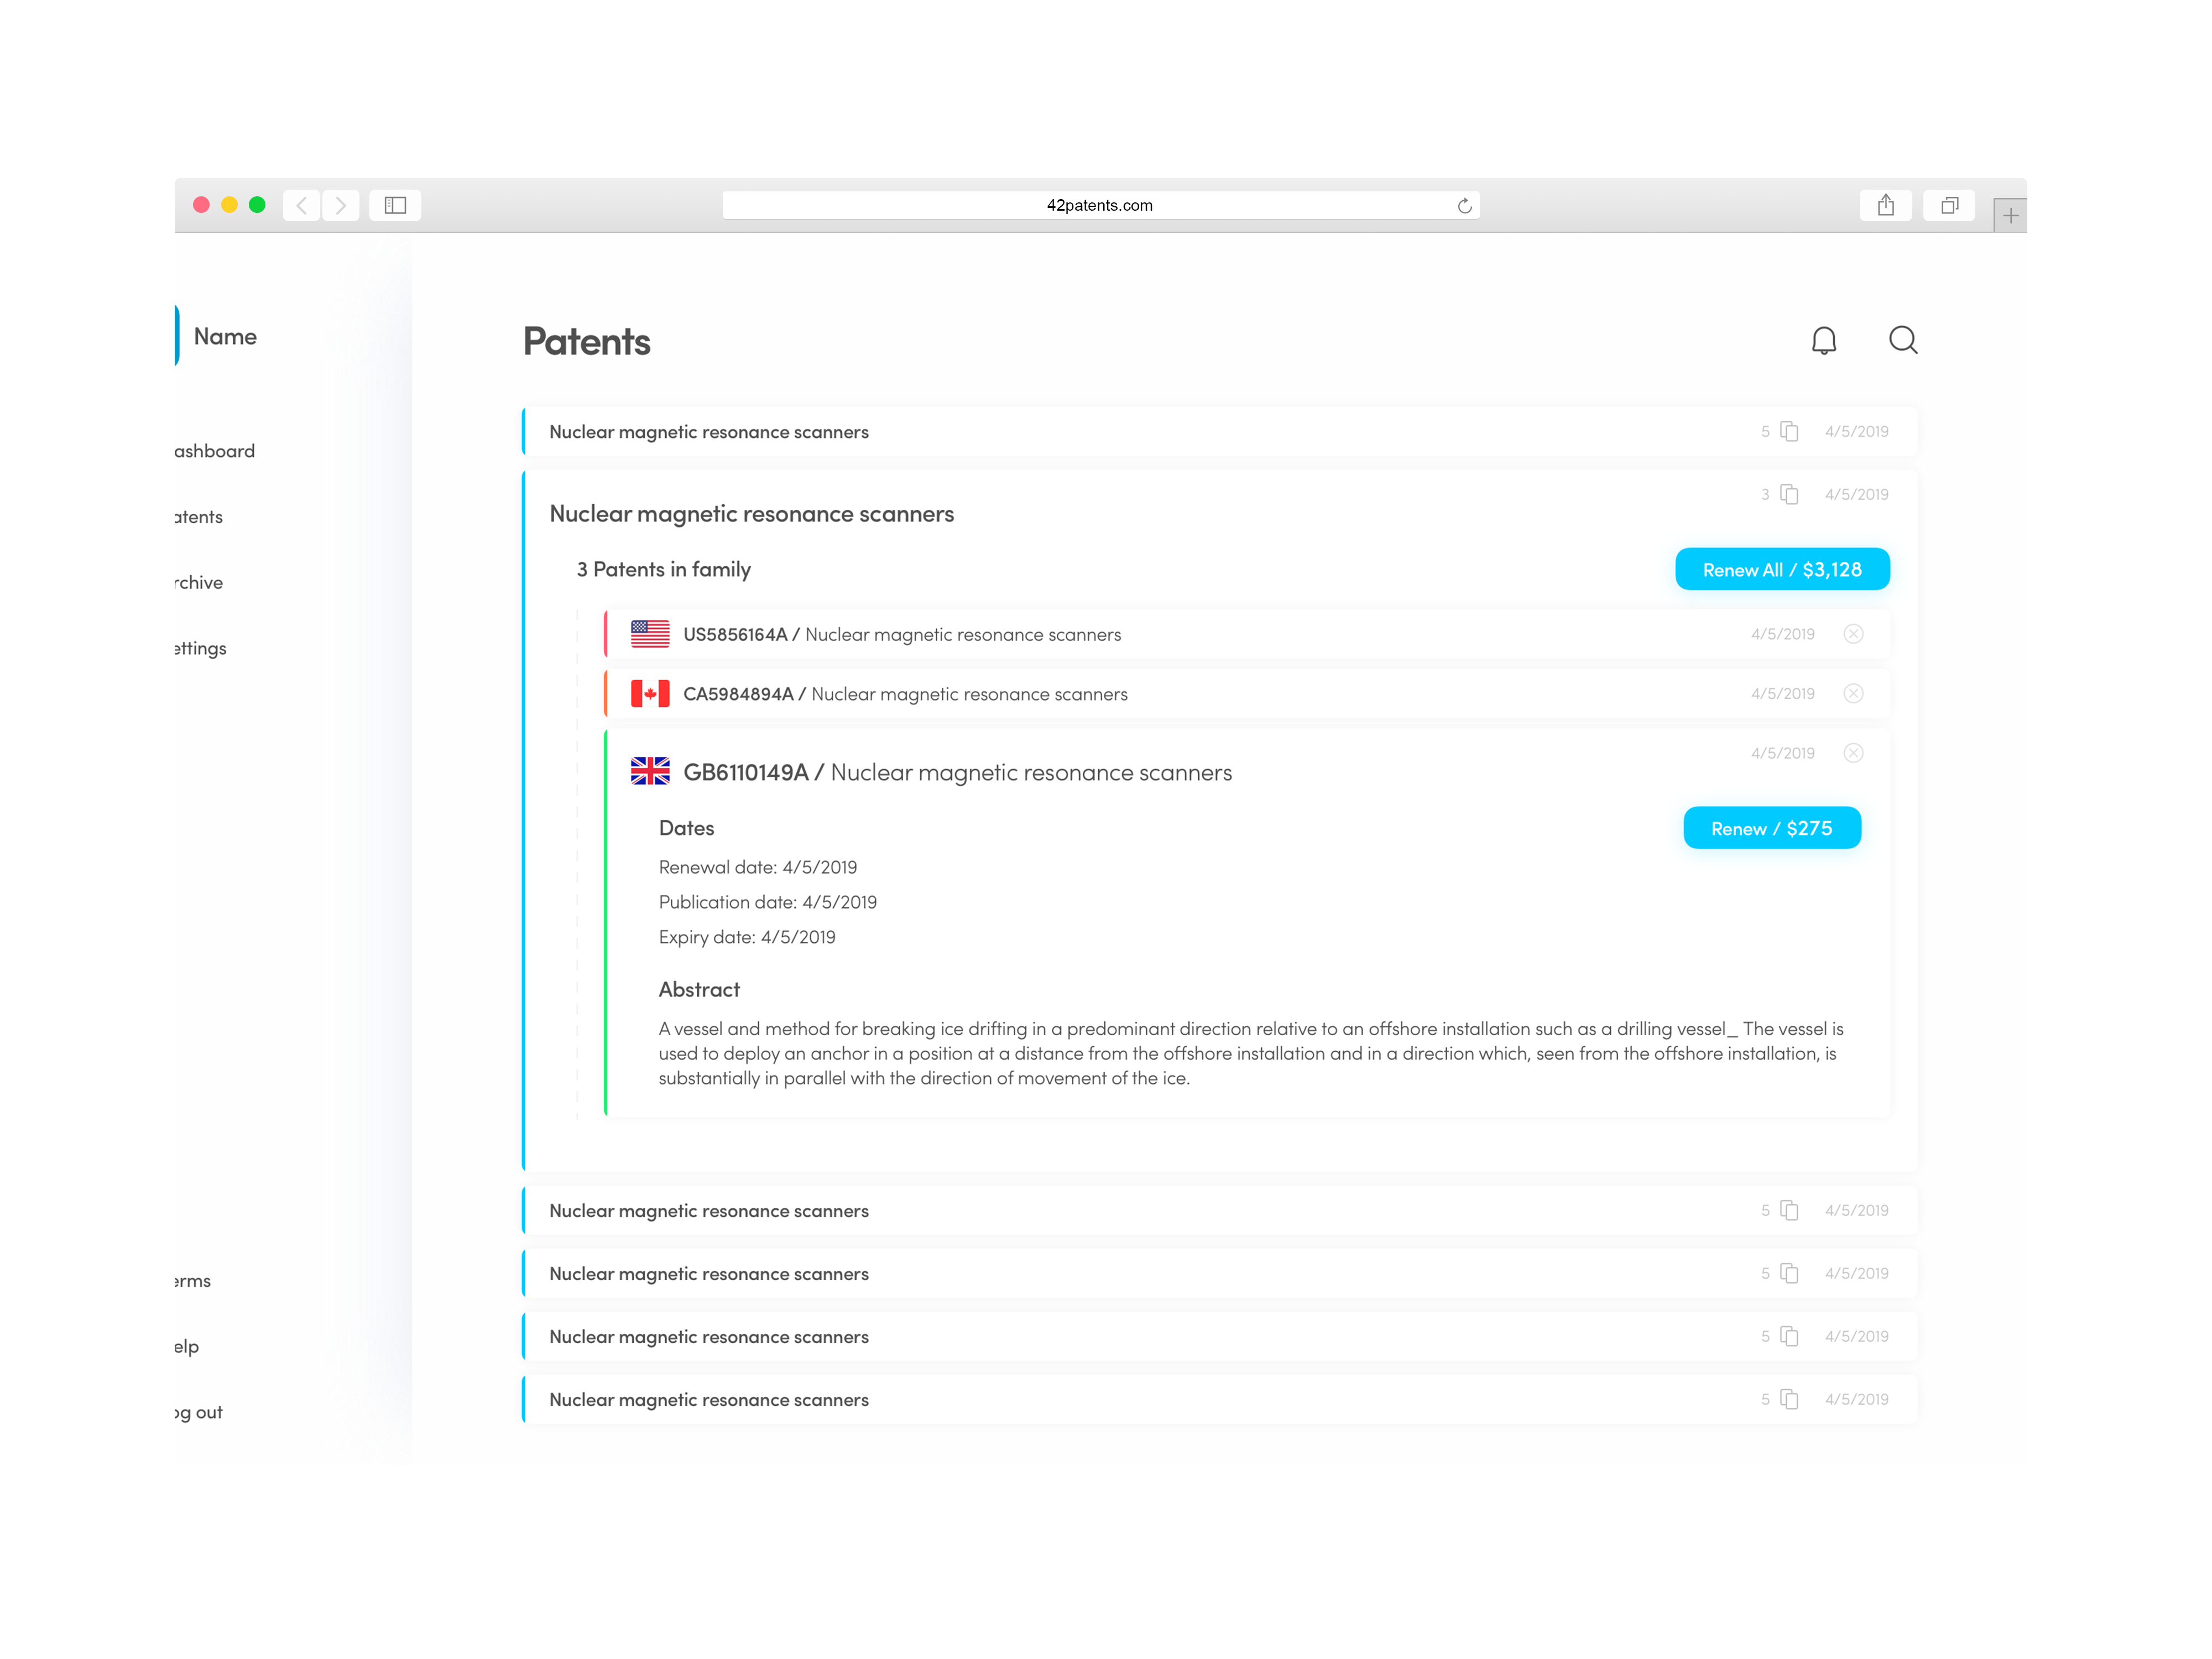 42patents.com
Name
ashboard
atents
rchive
ettings
erms
elp
og out
Patents
Nuclear magnetic resonance scanners 5 4/5/2019
3 4/5/2019
Nuclear magnetic resonance scanners
3 Patents in family Renew All / $3,128
US5856164A / Nuclear magnetic resonance scanners 4/5/2019
CA5984894A / Nuclear magnetic resonance scanners 4/5/2019
4/5/2019
GB6110149A / Nuclear magnetic resonance scanners
Dates Renew / $275
Renewal date: 4/5/2019
Publication date: 4/5/2019
Expiry date: 4/5/2019
Abstract
A vessel and method for breaking ice drifting in a predominant direction relative to an offshore installation such as a drilling vessel_ The vessel is
used to deploy an anchor in a position at a distance from the offshore installation and in a direction which, seen from the offshore installation, is
substantially in parallel with the direction of movement of the ice.
Nuclear magnetic resonance scanners 5 4/5/2019
Nuclear magnetic resonance scanners 5 4/5/2019
Nuclear magnetic resonance scanners 5 4/5/2019
Nuclear magnetic resonance scanners 5 4/5/2019